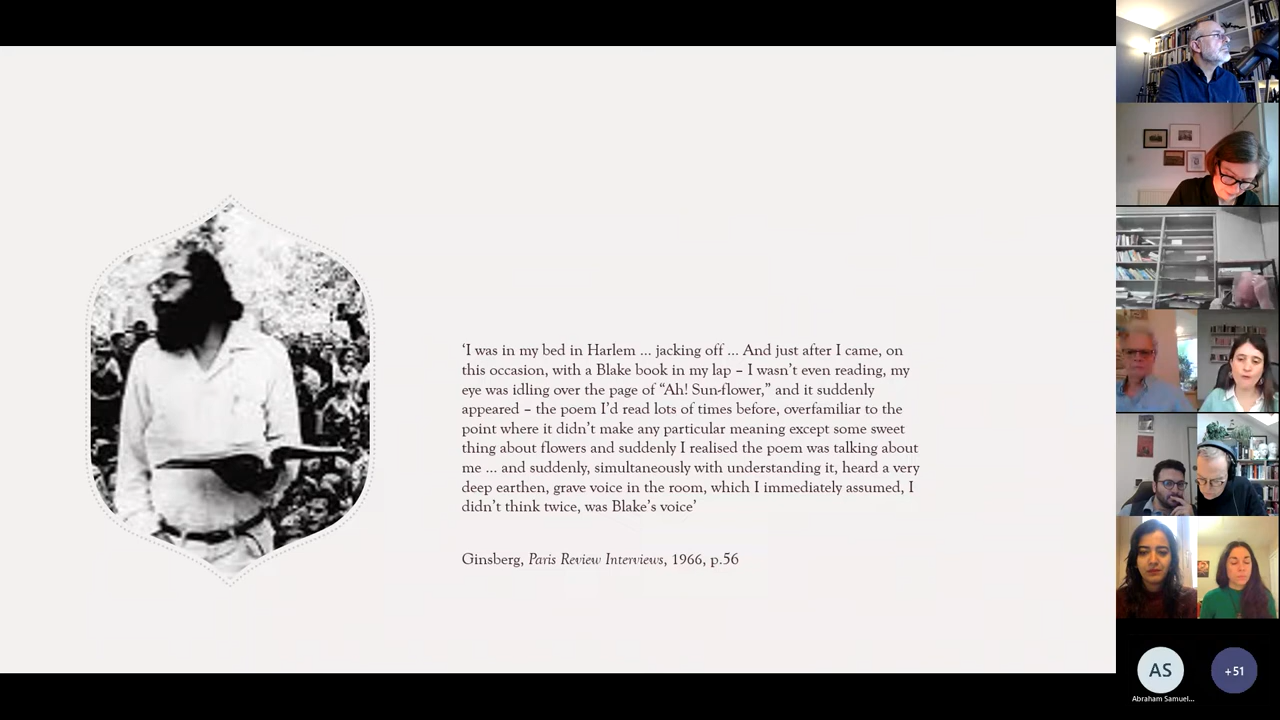 ‘I was in my bed in Harlem ... jacking off ... And just after I came, on
this occasion, with a Blake book in my lap – I wasn’t even reading, my
eye was idling over the page of “Ah! Sun-flower,” and it suddenly
appeared – the poem I’d read lots of times before, overfamiliar to the
point where it didn’t make any particular meaning except some sweet
thing about flowers and suddenly I realised the poem was talking about
me ... and suddenly, simultaneously with understanding it, heard a very
deep earthen, grave voice in the room, which I immediately assumed, I
didn’t think twice, was Blake’s voice’
Ginsberg, Paris Review Interviews, 1966, p.56
AS
+51
Abraham Samuel...